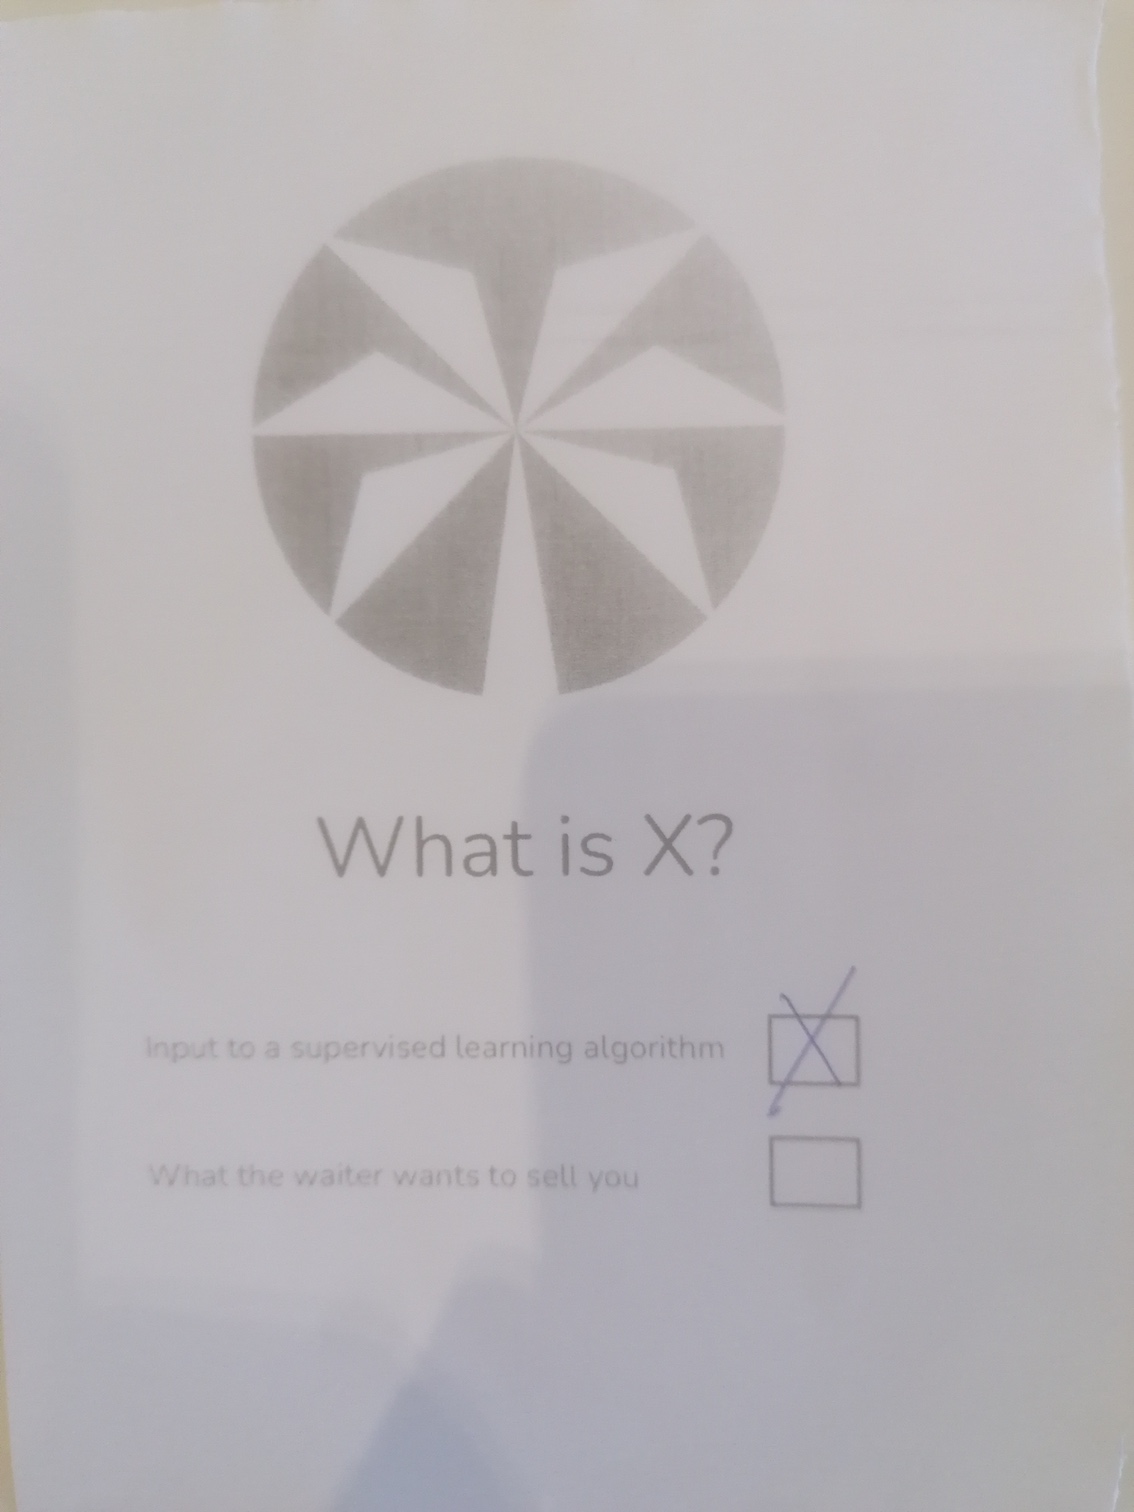 What is X?
Input to a supervised learning algorithm
What the waiter wants to sell you